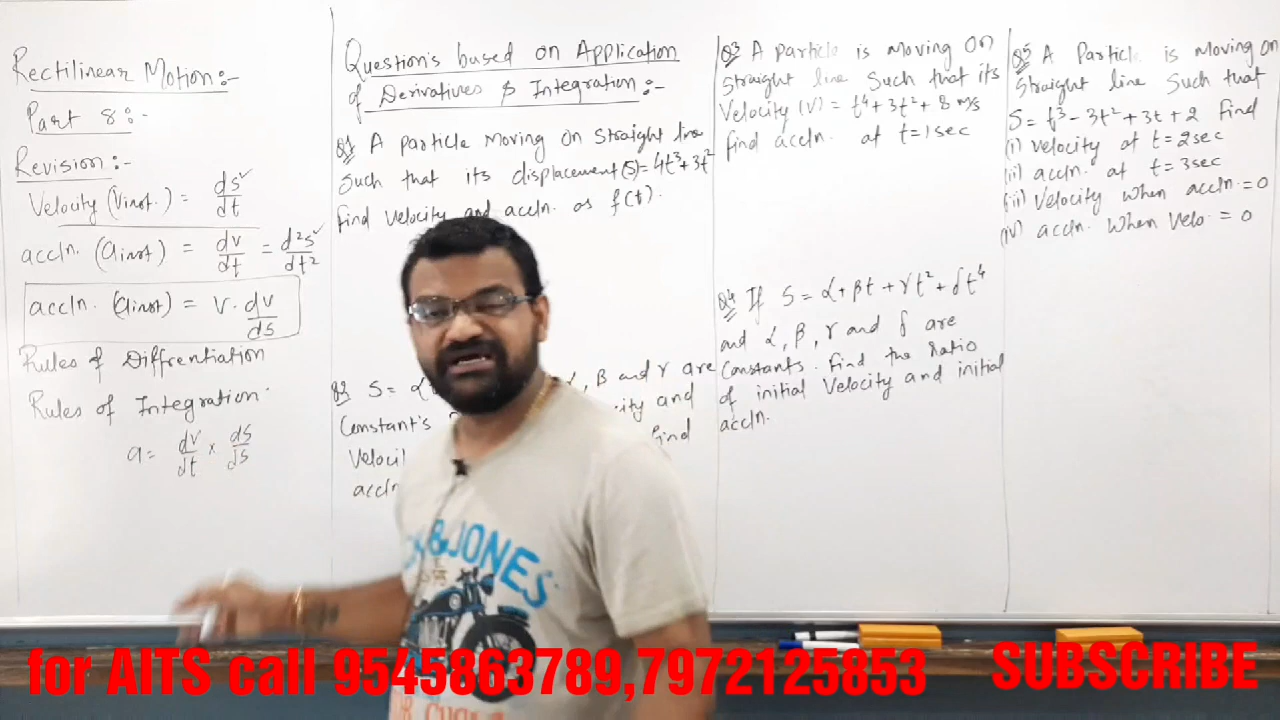 Rectilinear Motion:-
Part 8:-
Revision:-
Velocity (Vinst.) = ds/dt
accln. (ainst) = dv/dt = d²s/dt²
accln. (ainst) = V. dv/ds
Rules of Diffrentiation
Rules of Integration
a = dv/dt × ds/ds
Question's based on Application
of Derivatives & Integration:-
Q1 A particle moving on straight line
Such that its displacement (S) = 4t³+3t²
find velocity and accln. as f(t).
Q2 S = α
, β and γ are
Constant's
city and
Veloci
find
accln
Q3 A particle is moving on
Straight line Such that its
Velocity (V) = t⁴+3t²+8 m/s
find accln. at t=1sec
Q4 If S = α+βt+γt²+δt⁴
and α, β, γ and δ are
Constants. find the ratio
of initial Velocity and initial
accln.
Q5 A Particle is moving on
Straight line Such that
S = t³-3t²+3t+2 find
(i) velocity at t=2sec
(ii) accln. at t=3sec
(iii) Velocity when accln=0
(iv) accln. when Velo. = 0
& JONES
for AITS call 9545863789,7972125853
SUBSCRIBE